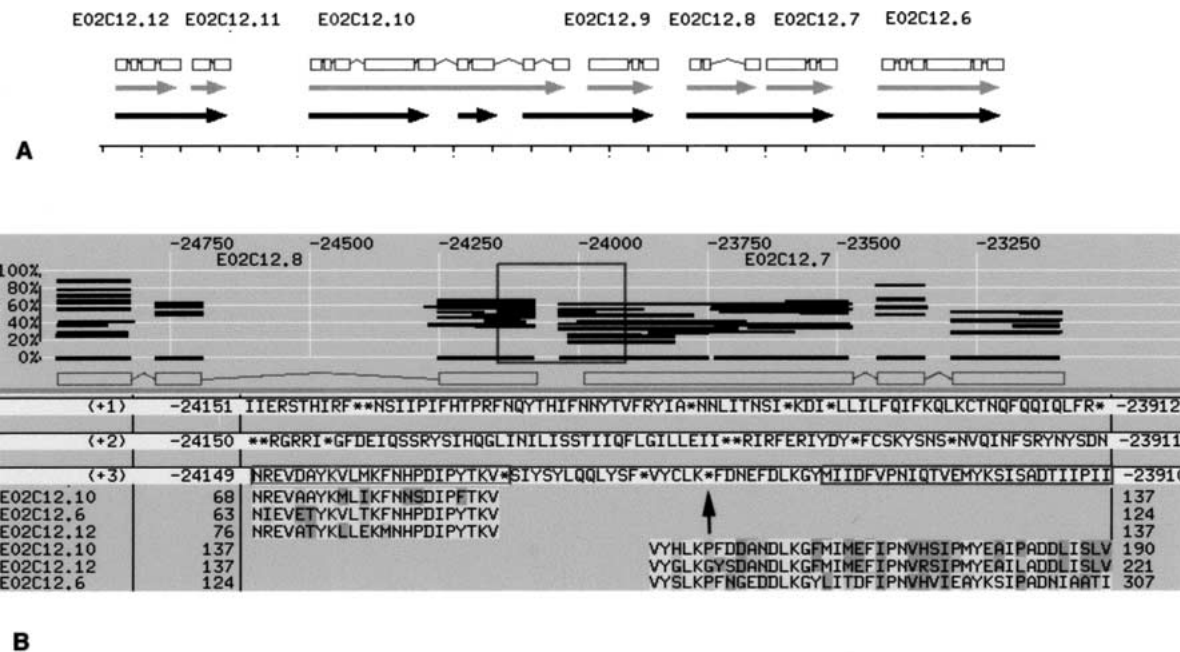 E02C12.12 E02C12.11 E02C12.10 E02C12.9 E02C12.8 E02C12.7 E02C12.6
A
-24750 -24500 -24250 -24000 -23750 -23500 -23250
E02C12.8 E02C12.7
100%
80%
60%
40%
20%
0%
(+1) -24151 IIERSTHIRF**NSIIPIFHTPRFNQYTHIFNNYTVFRYIA*NNLITNSI*KDI*LLILFQIFKQLKCTNQFQQIQLFR* -23912
(+2) -24150 **RGRRI*GFDEIQSSRYSIHQGLINILISSTIIQFLGILLEII**RIRFERIYDY*FCSKYSNS*NVQINFSRYNYSDN -23911
(+3) -24149 NREVDAYKVLMKFNHPDIPYTKV*SIYSYLQQLYSF*VYCLK*FDNEFDLKGYMIIDFVPNIQTVEMYKSISADTIIPII -23910
E02C12.10 68 NREVAAYKMLIKFNNSDIPFTKV 137
E02C12.6 63 NIEVETYKVLTKFNHPDIPYTKV 124
E02C12.12 76 NREVATYKLLEKMNHPDIPYTKV 137
E02C12.10 137 VYHLKPFDDANDLKGFMIMEFIPNVHSIPMYEAIPADDLISLV 190
E02C12.12 137 VYGLKGYSDANDLKGFMIMEFIPNVRSIPMYEAILADDLISLV 221
E02C12.6 124 VYSLKPFNGEDDLKGYLITDFIPNVHVIEAYKSIPADNIAATI 307
B